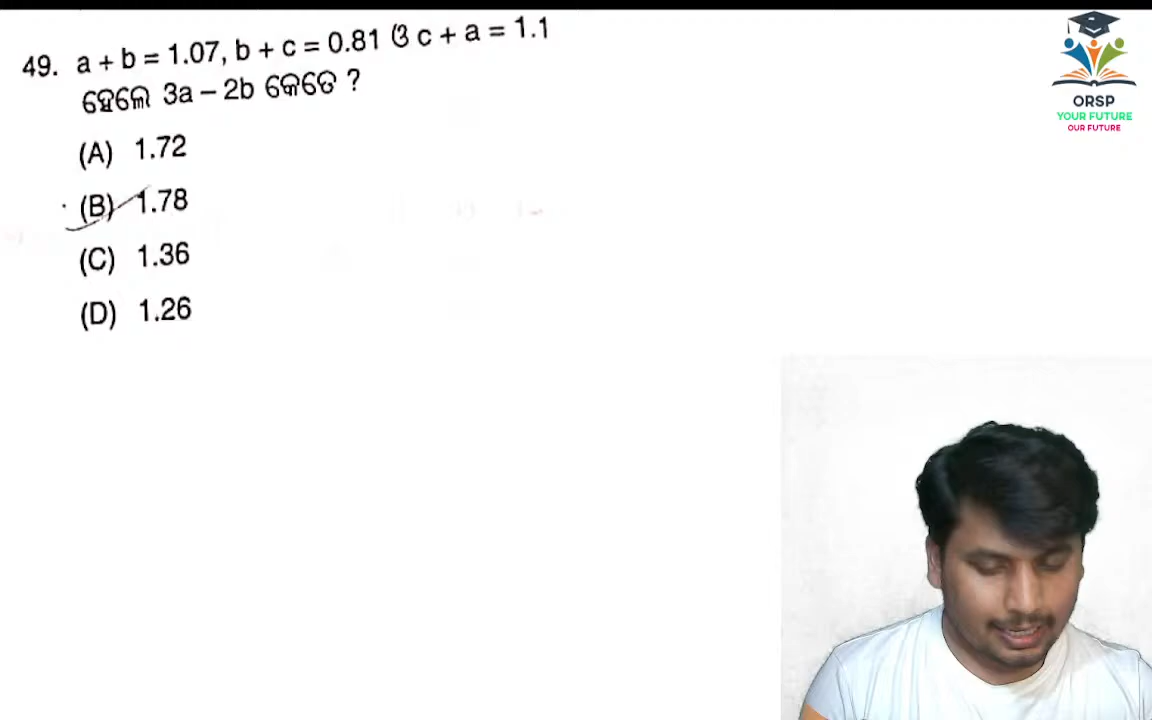 49. a + b = 1.07, b + c = 0.81 ଓ c + a = 1.1
ହେଲେ 3a – 2b କେତେ ?
(A) 1.72
(B) 1.78
(C) 1.36
(D) 1.26
ORSP
YOUR FUTURE
OUR FUTURE